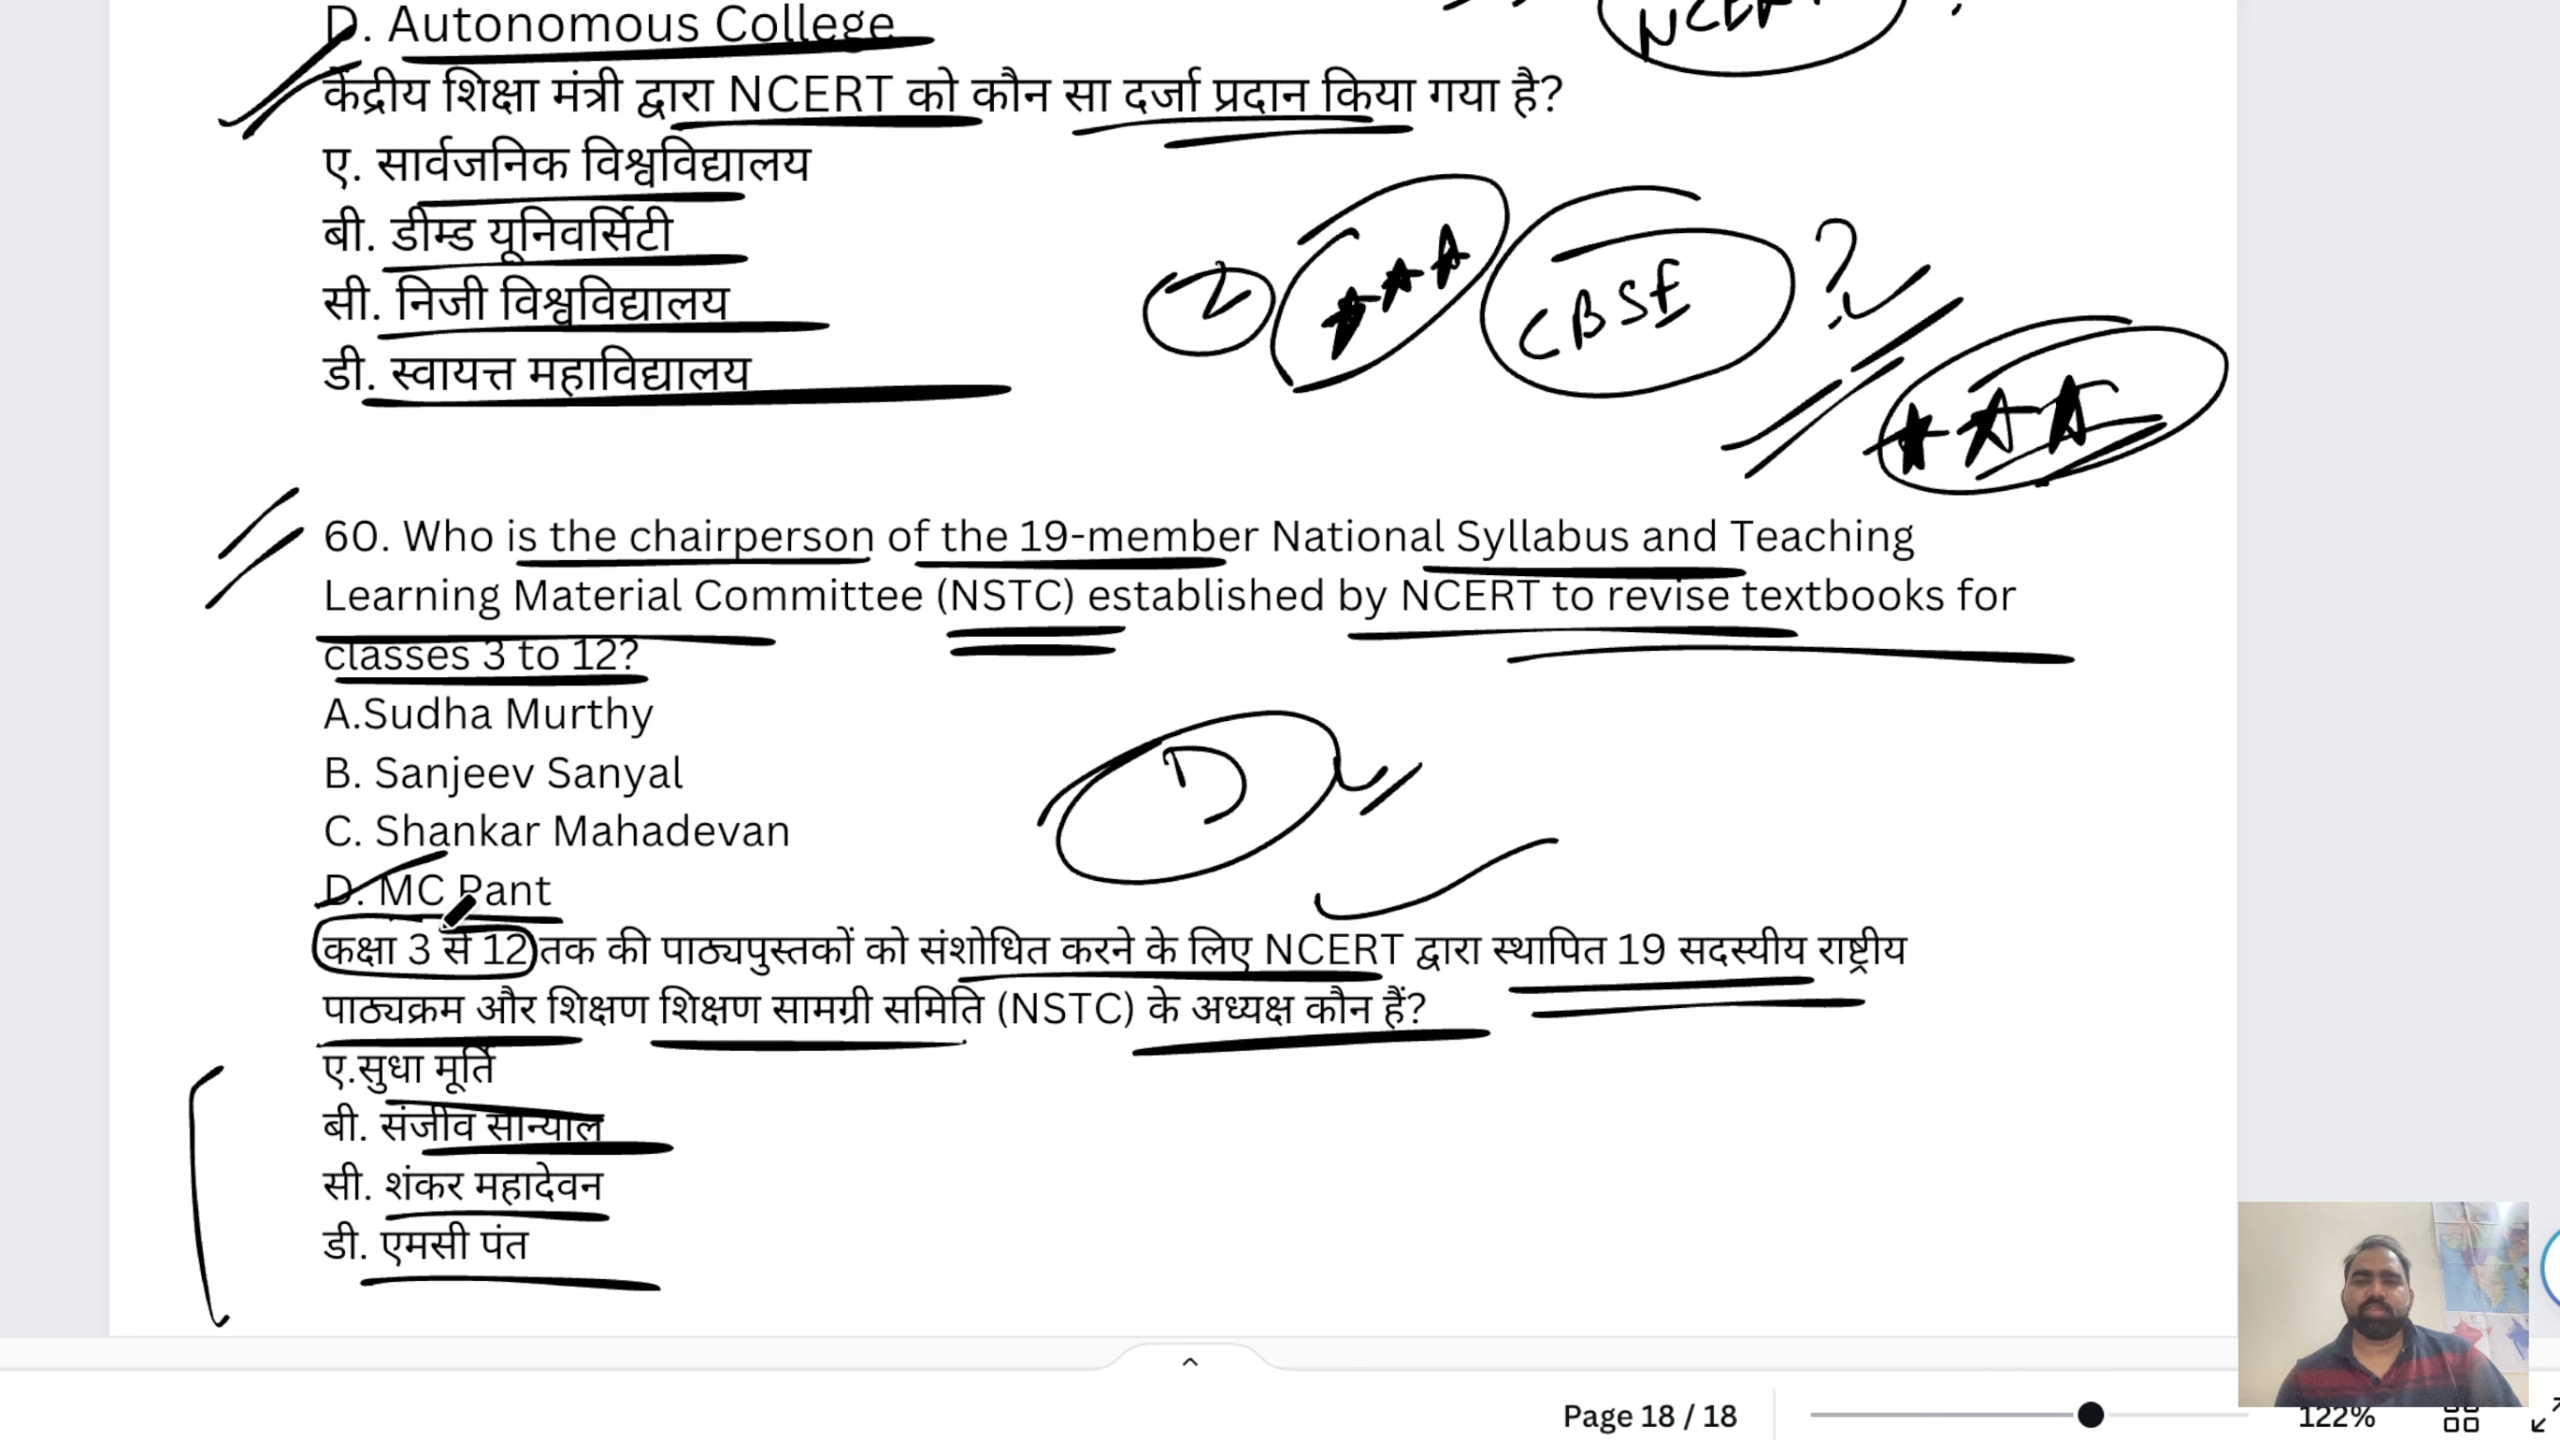 NCERT
D. Autonomous College
केंद्रीय शिक्षा मंत्री द्वारा NCERT को कौन सा दर्जा प्रदान किया गया है?
ए. सार्वजनिक विश्वविद्यालय
बी. डीम्ड यूनिवर्सिटी
सी. निजी विश्वविद्यालय
डी. स्वायत्त महाविद्यालय
2
CBSE ?
60. Who is the chairperson of the 19-member National Syllabus and Teaching
Learning Material Committee (NSTC) established by NCERT to revise textbooks for
classes 3 to 12?
A.Sudha Murthy
B. Sanjeev Sanyal
C. Shankar Mahadevan
D. MC Pant
D
कक्षा 3 से 12 तक की पाठ्यपुस्तकों को संशोधित करने के लिए NCERT द्वारा स्थापित 19 सदस्यीय राष्ट्रीय
पाठ्यक्रम और शिक्षण शिक्षण सामग्री समिति (NSTC) के अध्यक्ष कौन हैं?
ए.सुधा मूर्ति
बी. संजीव सान्याल
सी. शंकर महादेवन
डी. एमसी पंत
Page 18 / 18
122%